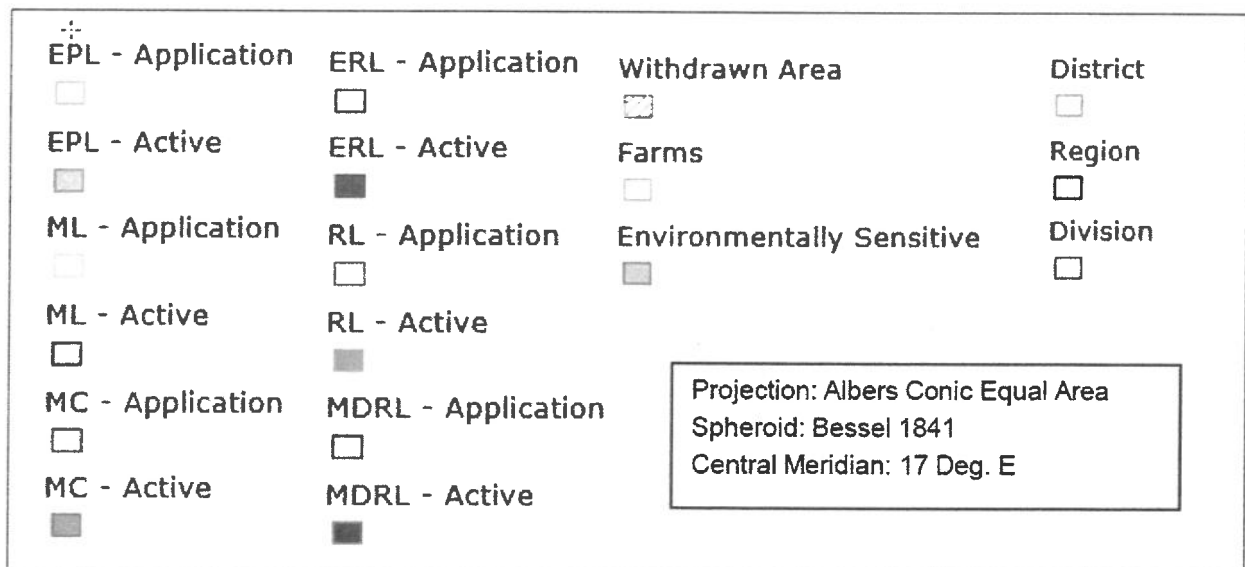 EPL - Application
EPL - Active
ML - Application
ML - Active
MC - Application
MC - Active
ERL - Application
ERL - Active
RL - Application
RL - Active
MDRL - Application
MDRL - Active
Withdrawn Area
Farms
Environmentally Sensitive
District
Region
Division
Projection: Albers Conic Equal Area
Spheroid: Bessel 1841
Central Meridian: 17 Deg. E